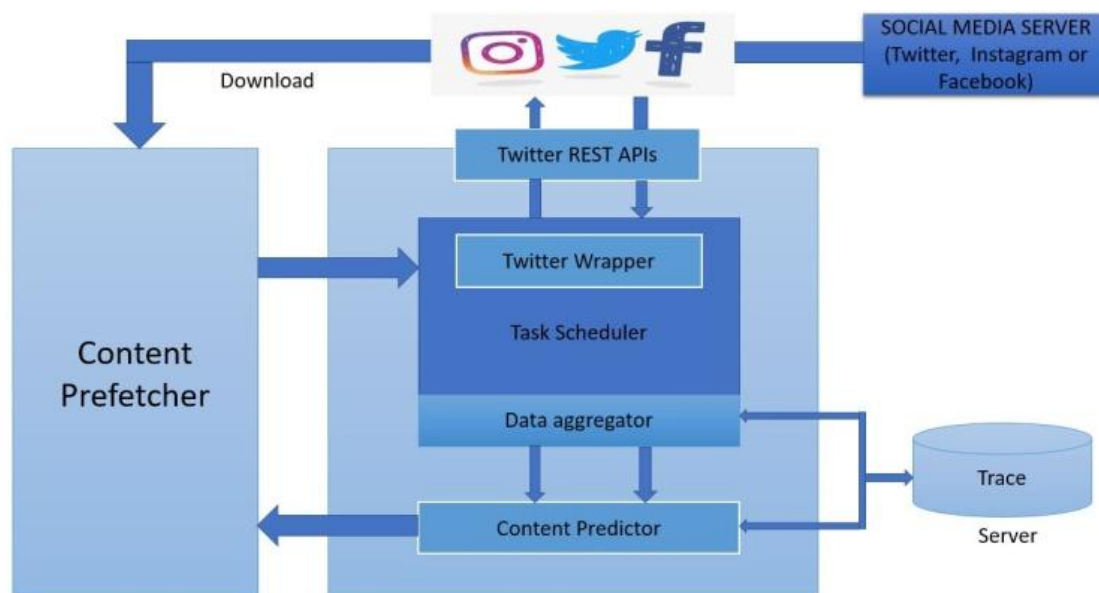 SOCIAL MEDIA SERVER
(Twitter, Instagram or
Facebook)
Download
Twitter REST APIs
Twitter Wrapper
Task Scheduler
Content
Prefetcher
Data aggregator
Trace
Content Predictor
Server